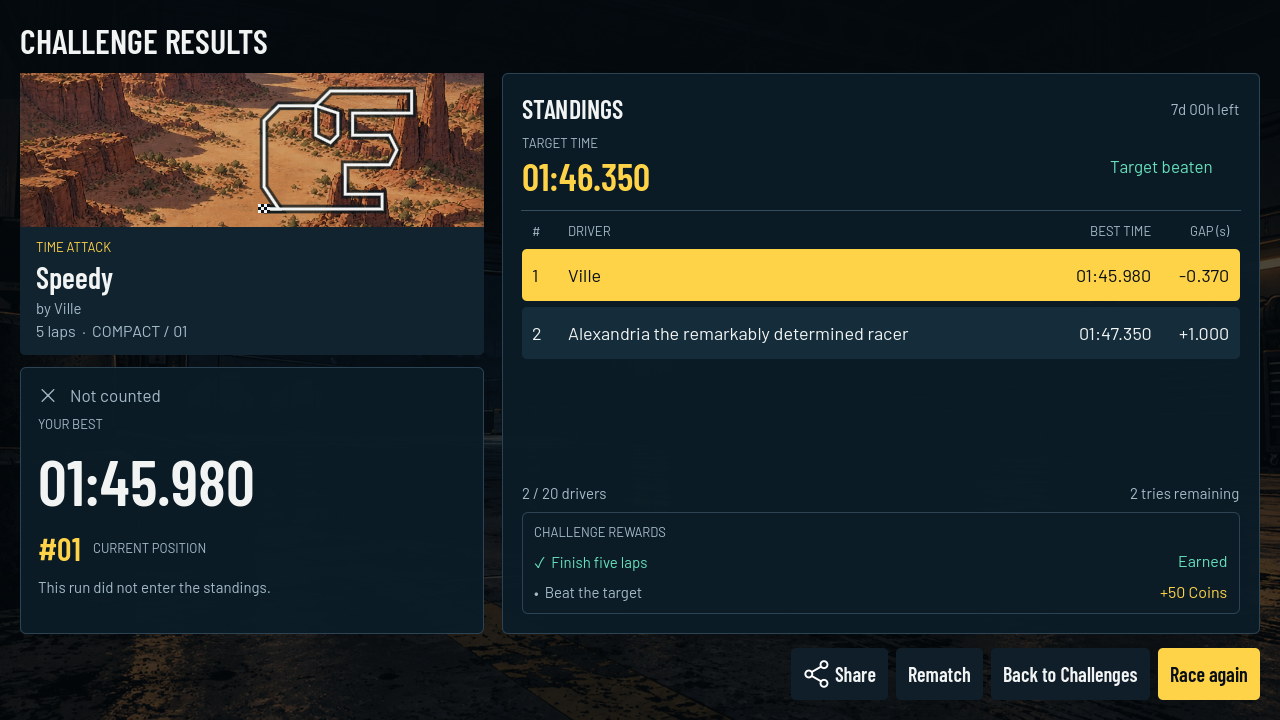 CHALLENGE RESULTS
TIME ATTACK
Speedy
by Ville
5 laps · COMPACT / 01
× Not counted
YOUR BEST
01:45.980
#01 CURRENT POSITION
This run did not enter the standings.
STANDINGS
7d 00h left
TARGET TIME
01:46.350
Target beaten
# DRIVER BEST TIME GAP (s)
1 Ville 01:45.980 -0.370
2 Alexandria the remarkably determined racer 01:47.350 +1.000
2 / 20 drivers
2 tries remaining
CHALLENGE REWARDS
✓ Finish five laps Earned
• Beat the target +50 Coins
Share
Rematch
Back to Challenges
Race again